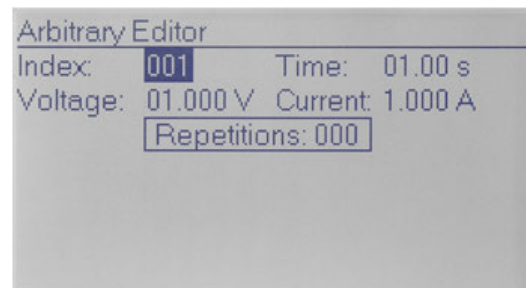 Arbitrary Editor
Index: 001 Time: 01.00 s
Voltage: 01.000 V Current: 1.000 A
Repetitions: 000